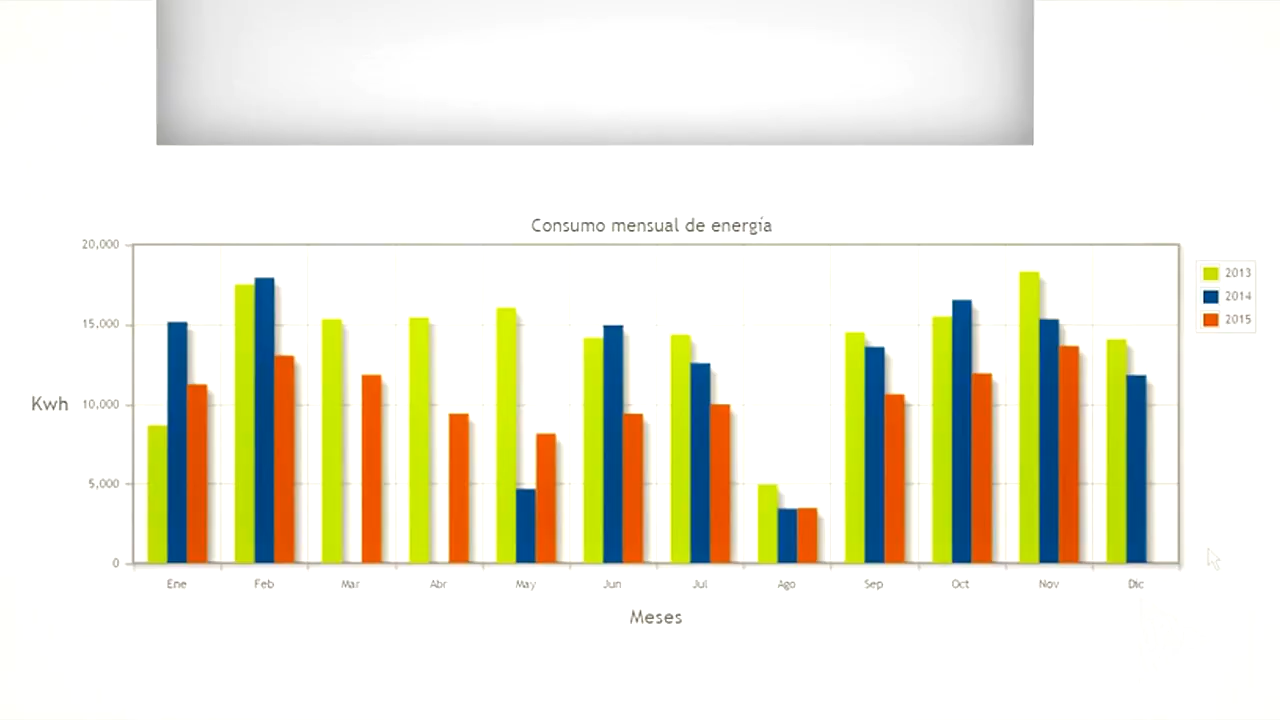 Consumo mensual de energía
20,000
15,000
10,000
5,000
0
Kwh
Ene Feb Mar Abr May Jun Jul Ago Sep Oct Nov Dic
Meses
2013
2014
2015